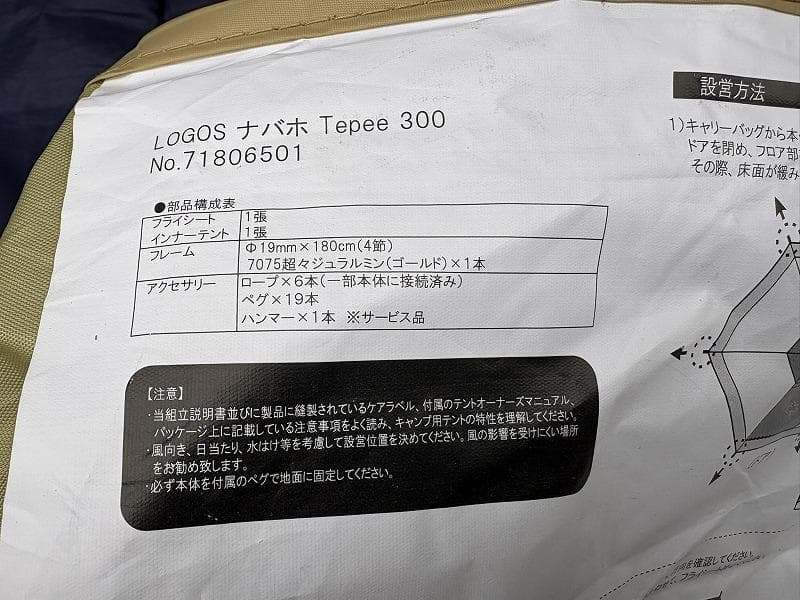 LOGOS ナバホ Tepee 300
No.71806501
●部品構成表
フライシート 1張
インナーテント 1張
フレーム Φ19mm×180cm(4節)
7075超々ジュラルミン(ゴールド)×1本
アクセサリー ロープ×6本(一部本体に接続済み)
ペグ×19本
ハンマー×1本 ※サービス品
【注意】
・当組立説明書並びに製品に縫製されているケアラベル、付属のテントオーナーズマニュアル、
パッケージ上に記載している注意事項をよく読み、キャンプ用テントの特性を理解してください。
・風向き、日当たり、水はけ等を考慮して設営位置を決めてください。風の影響を受けにくい場所
をお勧め致します。
・必ず本体を付属のペグで地面に固定してください。
設営方法
1)キャリーバッグから本
ドアを閉め、フロア部
その際、床面が緩み
(ドア)
を確認してください。